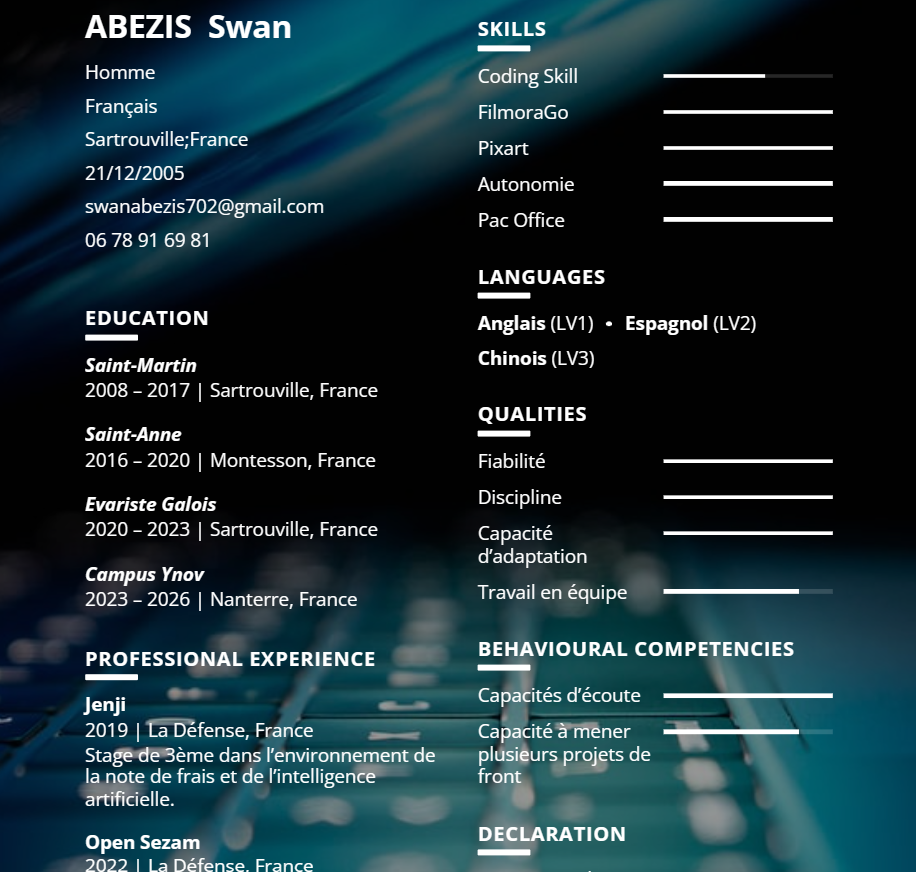 ABEZIS Swan
Homme
Français
Sartrouville;France
21/12/2005
swanabezis702@gmail.com
06 78 91 69 81
EDUCATION
Saint-Martin
2008 – 2017 | Sartrouville, France
Saint-Anne
2016 – 2020 | Montesson, France
Evariste Galois
2020 – 2023 | Sartrouville, France
Campus Ynov
2023 – 2026 | Nanterre, France
PROFESSIONAL EXPERIENCE
Jenji
2019 | La Défense, France
Stage de 3ème dans l’environnement de
la note de frais et de l’intelligence
artificielle.
Open Sezam
2022 | La Défense, France
SKILLS
Coding Skill
FilmoraGo
Pixart
Autonomie
Pac Office
LANGUAGES
Anglais (LV1) • Espagnol (LV2)
Chinois (LV3)
QUALITIES
Fiabilité
Discipline
Capacité
d’adaptation
Travail en équipe
BEHAVIOURAL COMPETENCIES
Capacités d’écoute
Capacité à mener
plusieurs projets de
front
DECLARATION